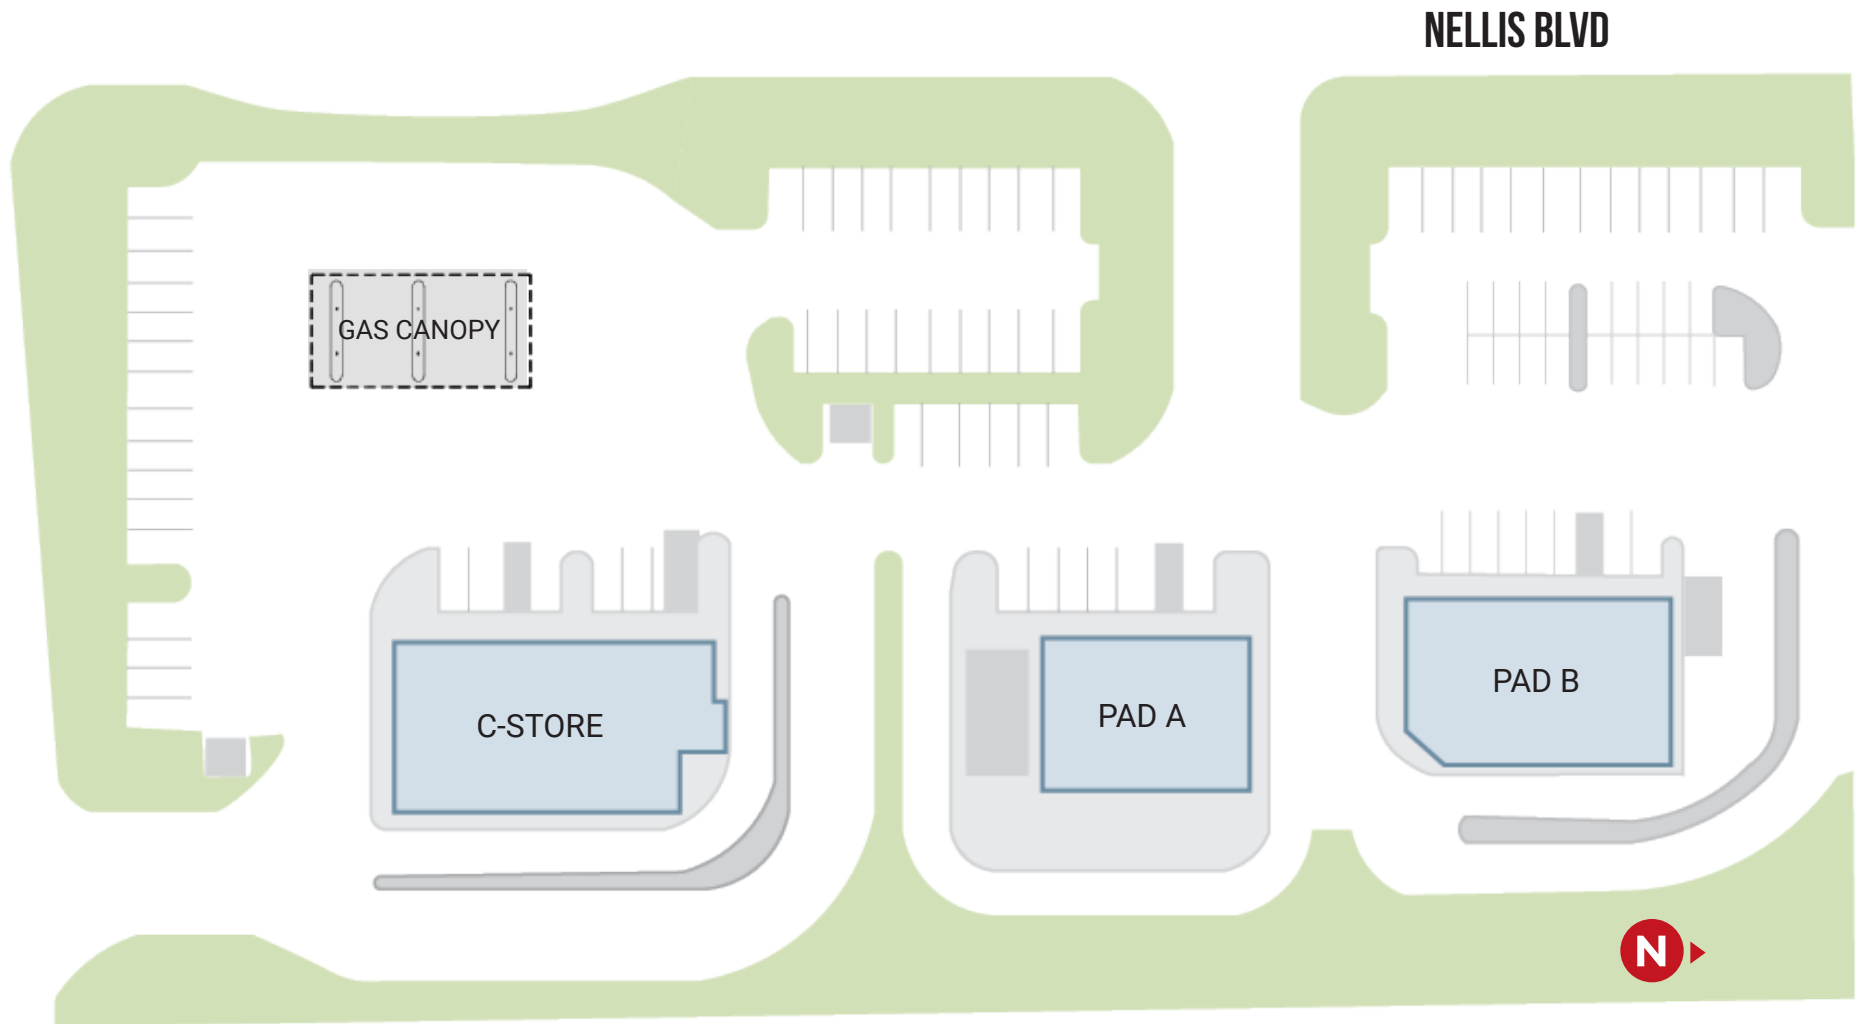 NELLIS BLVD
GAS CANOPY
C-STORE
PAD A
PAD B
N